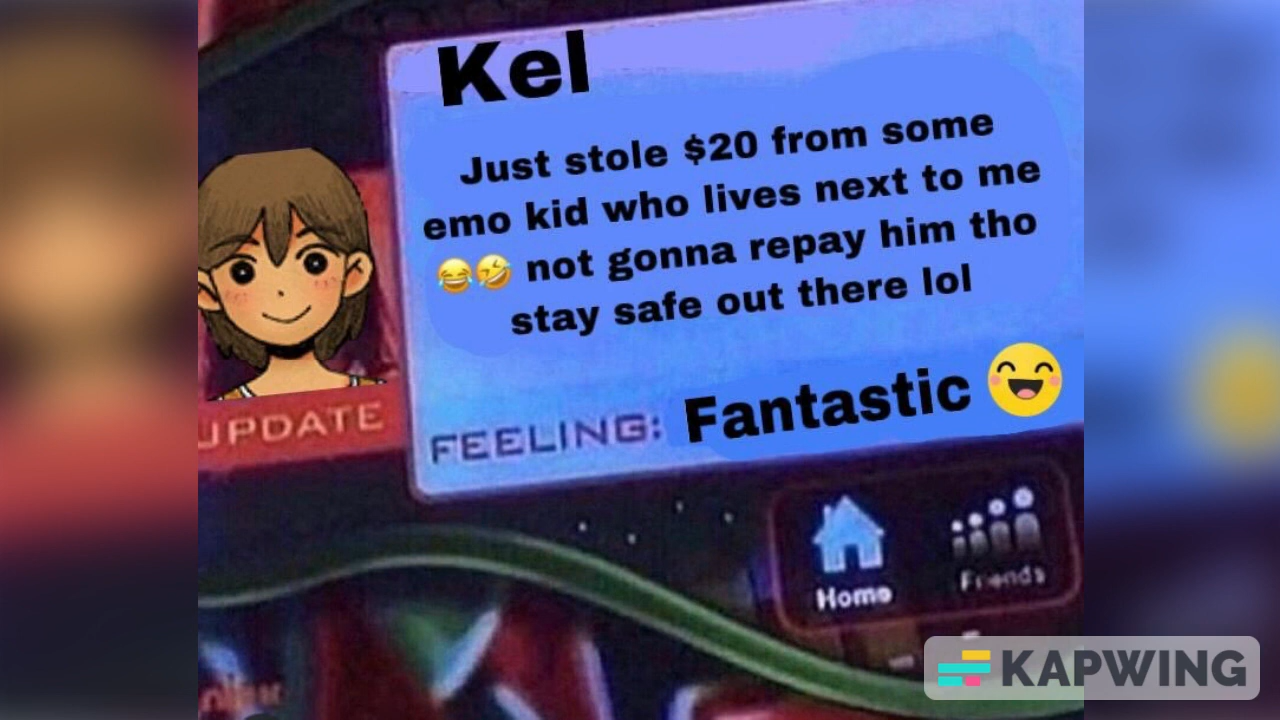 Kel
Just stole $20 from some
emo kid who lives next to me
😂🤣 not gonna repay him tho
stay safe out there lol
UPDATE
FEELING: Fantastic 😄
Home
Friends
KAPWING